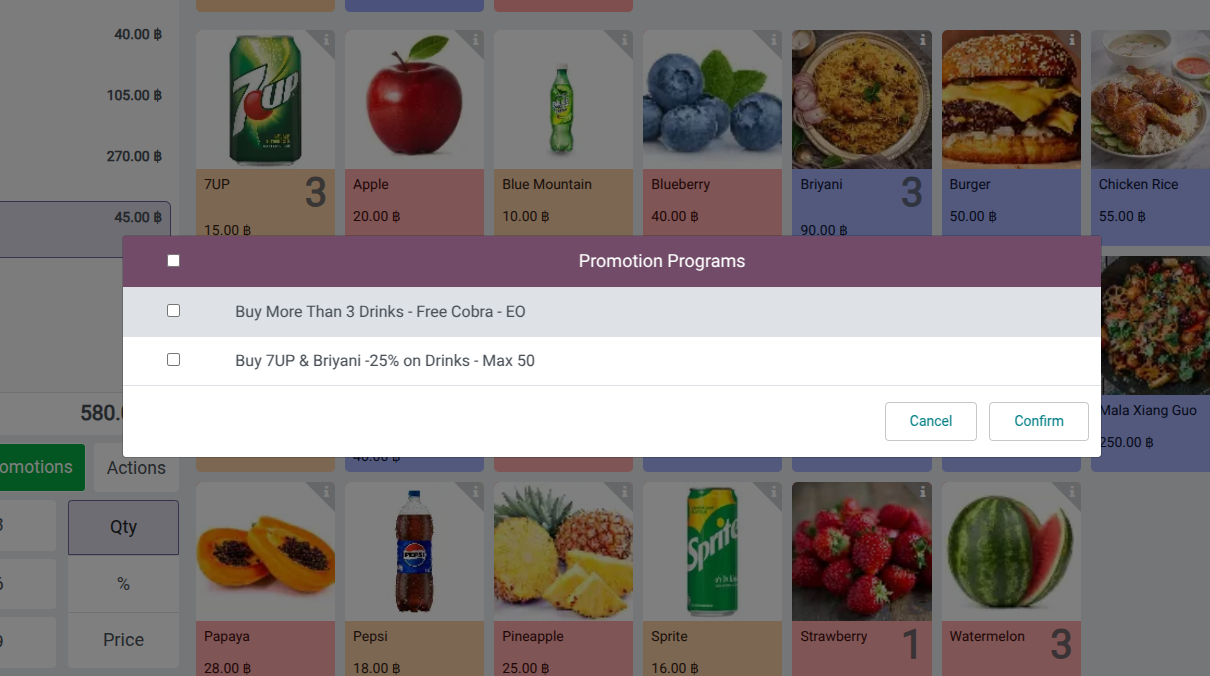 40.00 ฿
105.00 ฿
270.00 ฿
45.00 ฿
7UP
7UP 3
15.00 ฿
Apple
20.00 ฿
Blue Mountain
10.00 ฿
Blueberry
40.00 ฿
Briyani 3
90.00 ฿
Burger
50.00 ฿
Chicken Rice
55.00 ฿
Promotion Programs
Buy More Than 3 Drinks - Free Cobra - EO
Buy 7UP & Briyani -25% on Drinks - Max 50
Cancel
Confirm
Mala Xiang Guo
250.00 ฿
580.
omotions
Actions
Qty
%
Price
PEPSI
Sprite
Papaya
28.00 ฿
Pepsi
18.00 ฿
Pineapple
25.00 ฿
Sprite
16.00 ฿
Strawberry 1
Watermelon 3